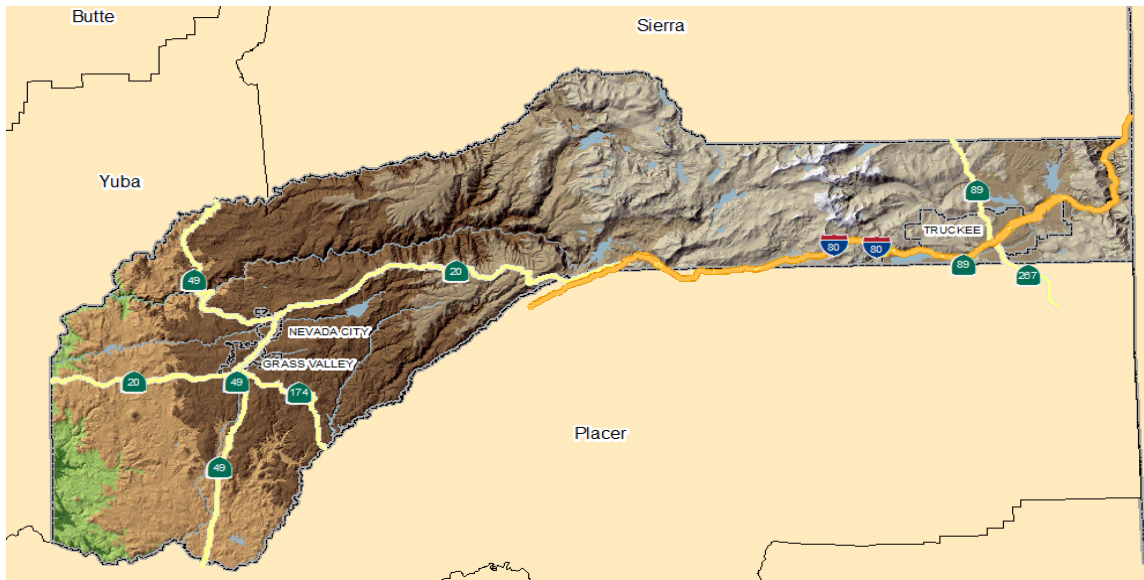 Butte
Sierra
Yuba
89
TRUCKEE
80
80
89
267
20
49
NEVADA CITY
GRASS VALLEY
20
49
174
Placer
49